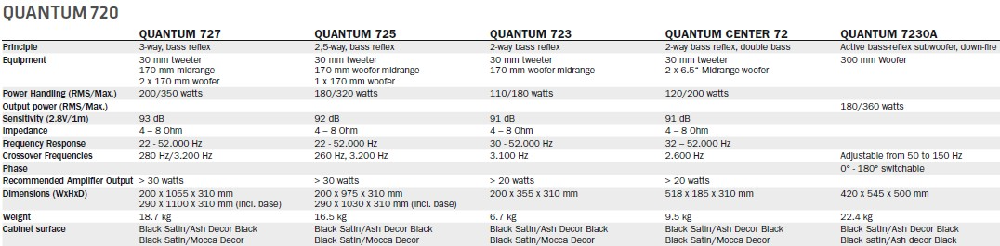 QUANTUM 720
QUANTUM 727 QUANTUM 725 QUANTUM 723 QUANTUM CENTER 72 QUANTUM 7230A
Principle 3-way, bass reflex 2,5-way, bass reflex 2-way bass reflex 2-way bass reflex, double bass Active bass-reflex subwoofer, down-fire
Equipment 30 mm tweeter 30 mm tweeter 30 mm tweeter 30 mm tweeter 300 mm Woofer
170 mm midrange 170 mm woofer-midrange 170 mm woofer-midrange 2 x 6.5" Midrange-woofer
2 x 170 mm woofer 1 x 170 mm woofer
Power Handling (RMS/Max.) 200/350 watts 180/320 watts 110/180 watts 120/200 watts
Output power (RMS/Max.) 180/360 watts
Sensitivity (2.8V/1m) 93 dB 92 dB 91 dB 91 dB
Impedance 4 – 8 Ohm 4 – 8 Ohm 4 – 8 Ohm 4 – 8 Ohm
Frequency Response 22 - 52.000 Hz 22 - 52.000 Hz 30 - 52.000 Hz 32 – 52.000 Hz
Crossover Frequencies 280 Hz/3.200 Hz 260 Hz, 3.200 Hz 3.100 Hz 2.600 Hz Adjustable from 50 to 150 Hz
Phase 0° - 180° switchable
Recommended Amplifier Output > 30 watts > 30 watts > 20 watts > 20 watts
Dimensions (WxHxD) 200 x 1055 x 310 mm 200 x 975 x 310 mm 200 x 355 x 310 mm 518 x 185 x 310 mm 420 x 545 x 500 mm
290 x 1100 x 310 mm (incl. base) 290 x 1030 x 310 mm (incl. base)
Weight 18.7 kg 16.5 kg 6.7 kg 9.5 kg 22.4 kg
Cabinet surface Black Satin/Ash Decor Black Black Satin/Ash Decor Black Black Satin/Ash Decor Black Black Satin/Ash Decor Black Black Satin/Ash Decor Black
Black Satin/Mocca Decor Black Satin/Mocca Decor Black Satin/Mocca Decor Black Satin/Mocca decor Black satin/Ash decor black